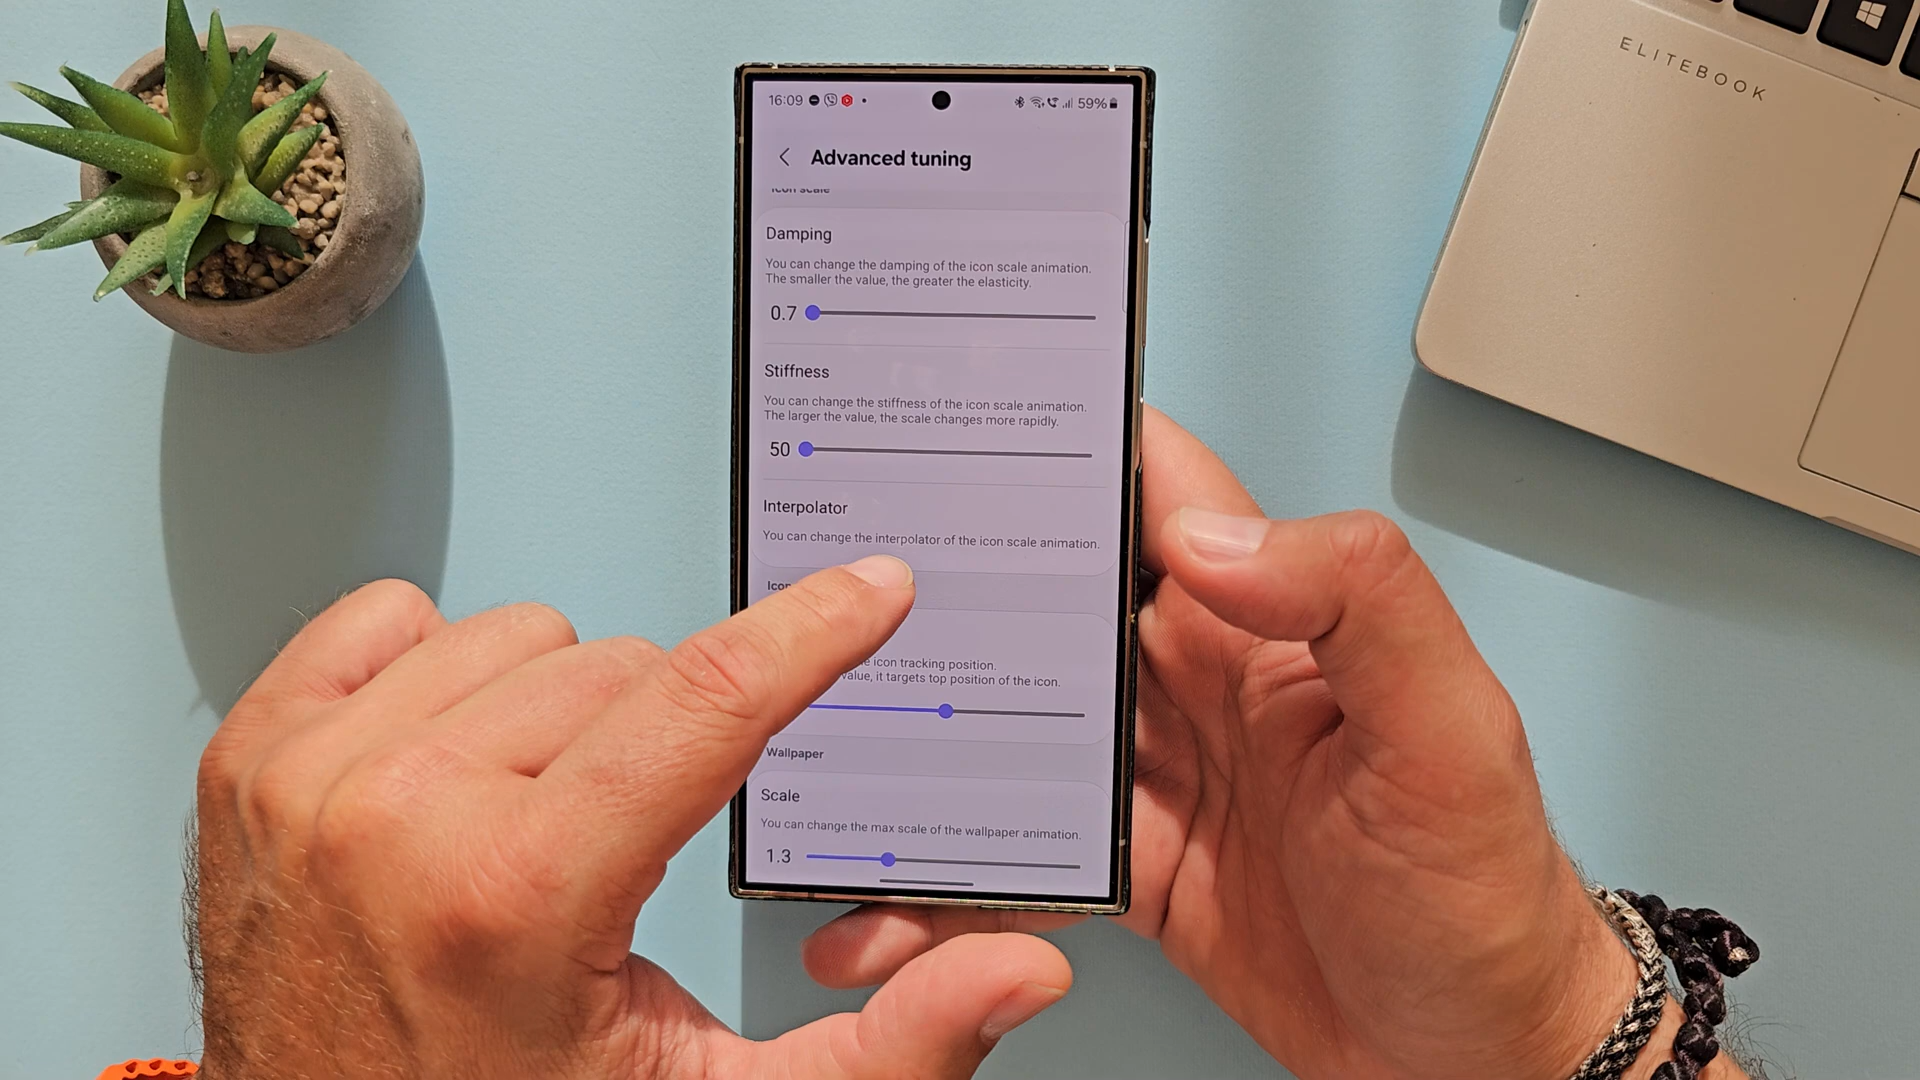 ELITEBOOK
16:09
59%
Advanced tuning
Icon scale
Damping
You can change the damping of the icon scale animation.
The smaller the value, the greater the elasticity.
0.7
Stiffness
You can change the stiffness of the icon scale animation.
The larger the value, the scale changes more rapidly.
50
Interpolator
You can change the interpolator of the icon scale animation.
icon tracking position.
value, it targets top position of the icon.
Wallpaper
Scale
You can change the max scale of the wallpaper animation.
1.3